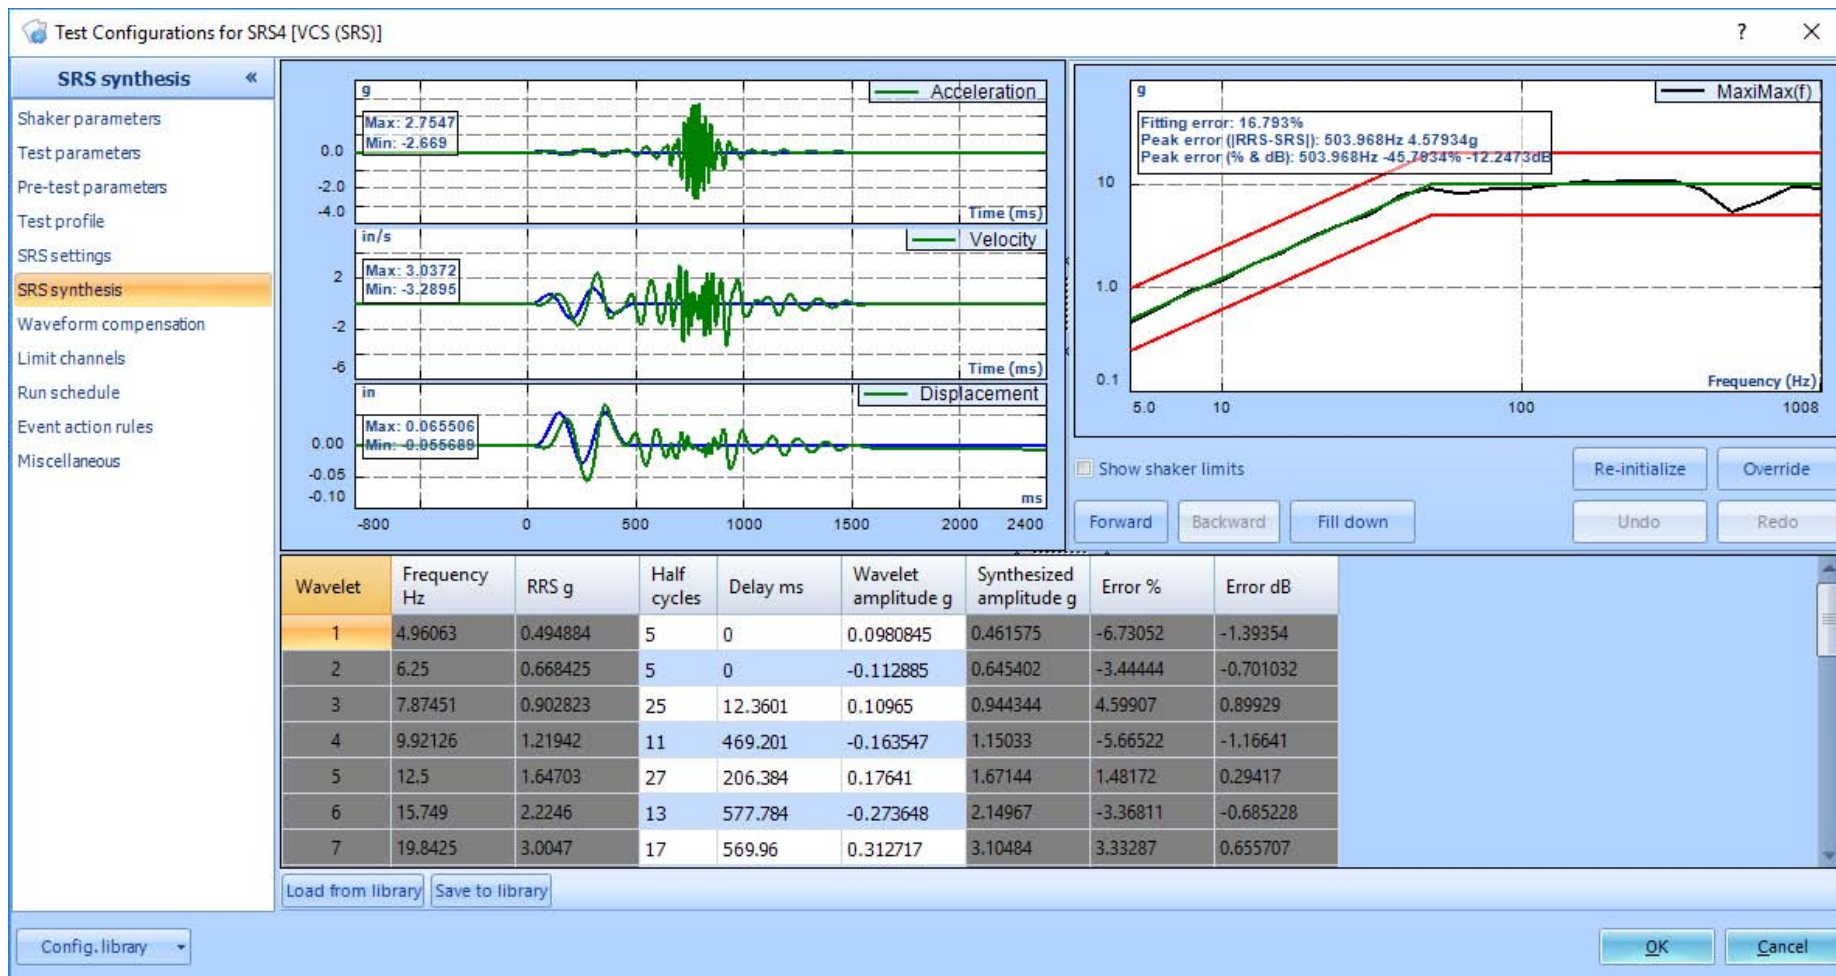 Test Configurations for SRS4 [VCS (SRS)]
? ×
SRS synthesis «
Shaker parameters
Test parameters
Pre-test parameters
Test profile
SRS settings
SRS synthesis
Waveform compensation
Limit channels
Run schedule
Event action rules
Miscellaneous
g
Acceleration
Max: 2.7547
Min: -2.669
0.0
-2.0
-4.0
Time (ms)
in/s
Velocity
Max: 3.0372
Min: -3.2895
2
-2
-6
Time (ms)
in
Displacement
Max: 0.065506
Min: -0.055689
0.00
-0.05
-0.10
ms
-800 0 500 1000 1500 2000 2400
g
MaxiMax(f)
Fitting error: 16.793%
Peak error (|RRS-SRS|): 503.968Hz 4.57934g
Peak error (% & dB): 503.968Hz -45.7934% -12.2473dB
10
1.0
0.1
Frequency (Hz)
5.0 10 100 1008
Show shaker limits
Re-initialize Override
Forward Backward Fill down Undo Redo
Wavelet Frequency Hz RRS g Half cycles Delay ms Wavelet amplitude g Synthesized amplitude g Error % Error dB
1 4.96063 0.494884 5 0 0.0980845 0.461575 -6.73052 -1.39354
2 6.25 0.668425 5 0 -0.112885 0.645402 -3.44444 -0.701032
3 7.87451 0.902823 25 12.3601 0.10965 0.944344 4.59907 0.89929
4 9.92126 1.21942 11 469.201 -0.163547 1.15033 -5.66522 -1.16641
5 12.5 1.64703 27 206.384 0.17641 1.67144 1.48172 0.29417
6 15.749 2.2246 13 577.784 -0.273648 2.14967 -3.36811 -0.685228
7 19.8425 3.0047 17 569.96 0.312717 3.10484 3.33287 0.655707
Load from library Save to library
Config. library
OK Cancel